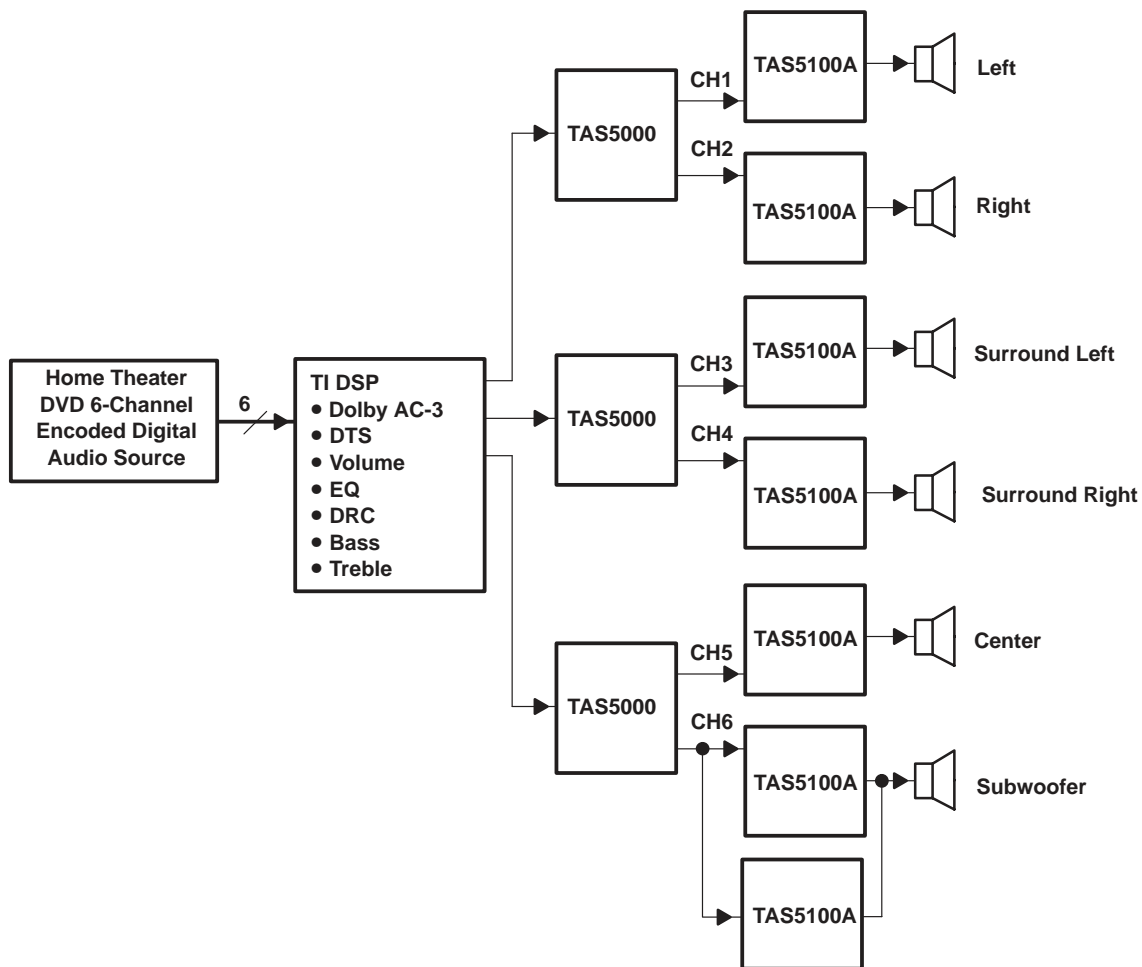 Home Theater
DVD 6-Channel
Encoded Digital
Audio Source
6
TI DSP
● Dolby AC-3
● DTS
● Volume
● EQ
● DRC
● Bass
● Treble
TAS5000
CH1
TAS5100A
Left
CH2
TAS5100A
Right
TAS5000
CH3
TAS5100A
Surround Left
CH4
TAS5100A
Surround Right
TAS5000
CH5
TAS5100A
Center
CH6
TAS5100A
Subwoofer
TAS5100A